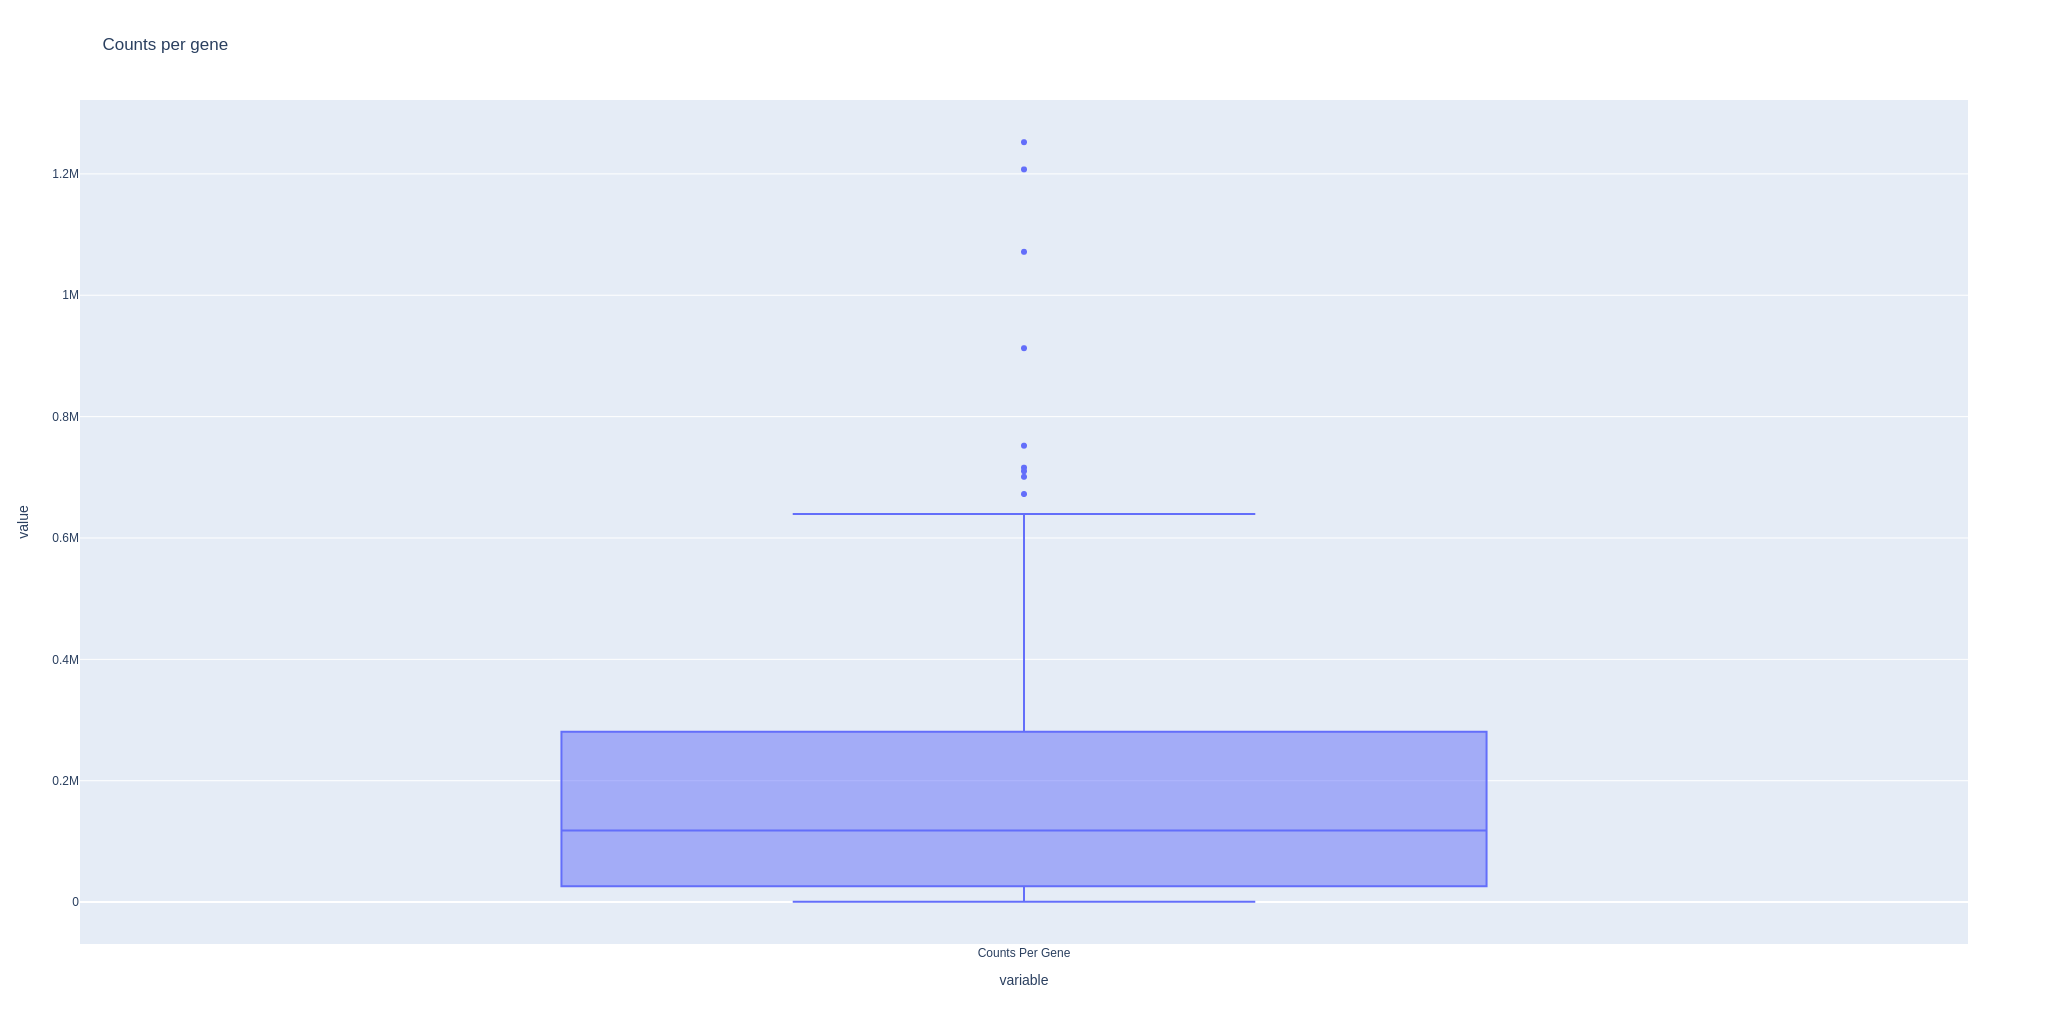 Counts per gene
1.2M
1M
0.8M
0.6M
0.4M
0.2M
0
value
Counts Per Gene
variable